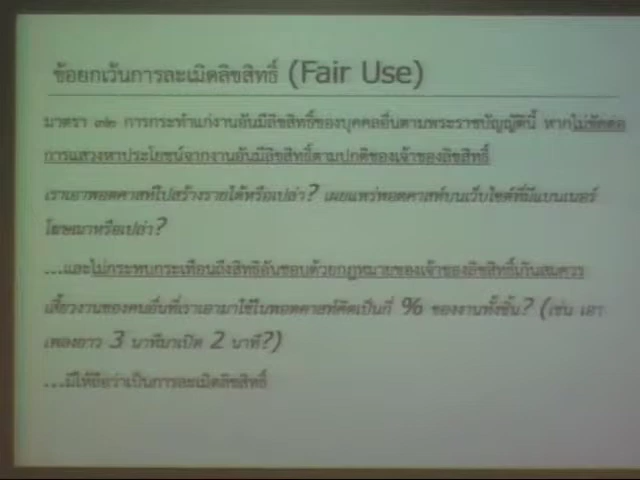 ข้อยกเว้นการละเมิดลิขสิทธิ์ (Fair Use)
มาตรา ๓๒ การกระทำแก่งานอันมีลิขสิทธิ์ของบุคคลอื่นตามพระราชบัญญัตินี้ หากไม่ขัดต่อ
การแสวงหาประโยชน์จากงานอันมีลิขสิทธิ์ตามปกติของเจ้าของลิขสิทธิ์
เราเอาพอดคาสท์ไปสร้างรายได้หรือเปล่า? เผยแพร่พอดคาสท์บนเว็บไซต์ที่มีแบนเนอร์
โฆษณาหรือเปล่า?
...และไม่กระทบกระเทือนถึงสิทธิอันชอบด้วยกฎหมายของเจ้าของลิขสิทธิ์เกินสมควร
เสี้ยวงานของคนอื่นที่เราเอามาใช้ในพอดคาสท์คิดเป็นกี่ % ของงานทั้งชิ้น? (เช่น เอา
เพลงยาว 3 นาทีมาเปิด 2 นาที?)
...มิให้ถือว่าเป็นการละเมิดลิขสิทธิ์